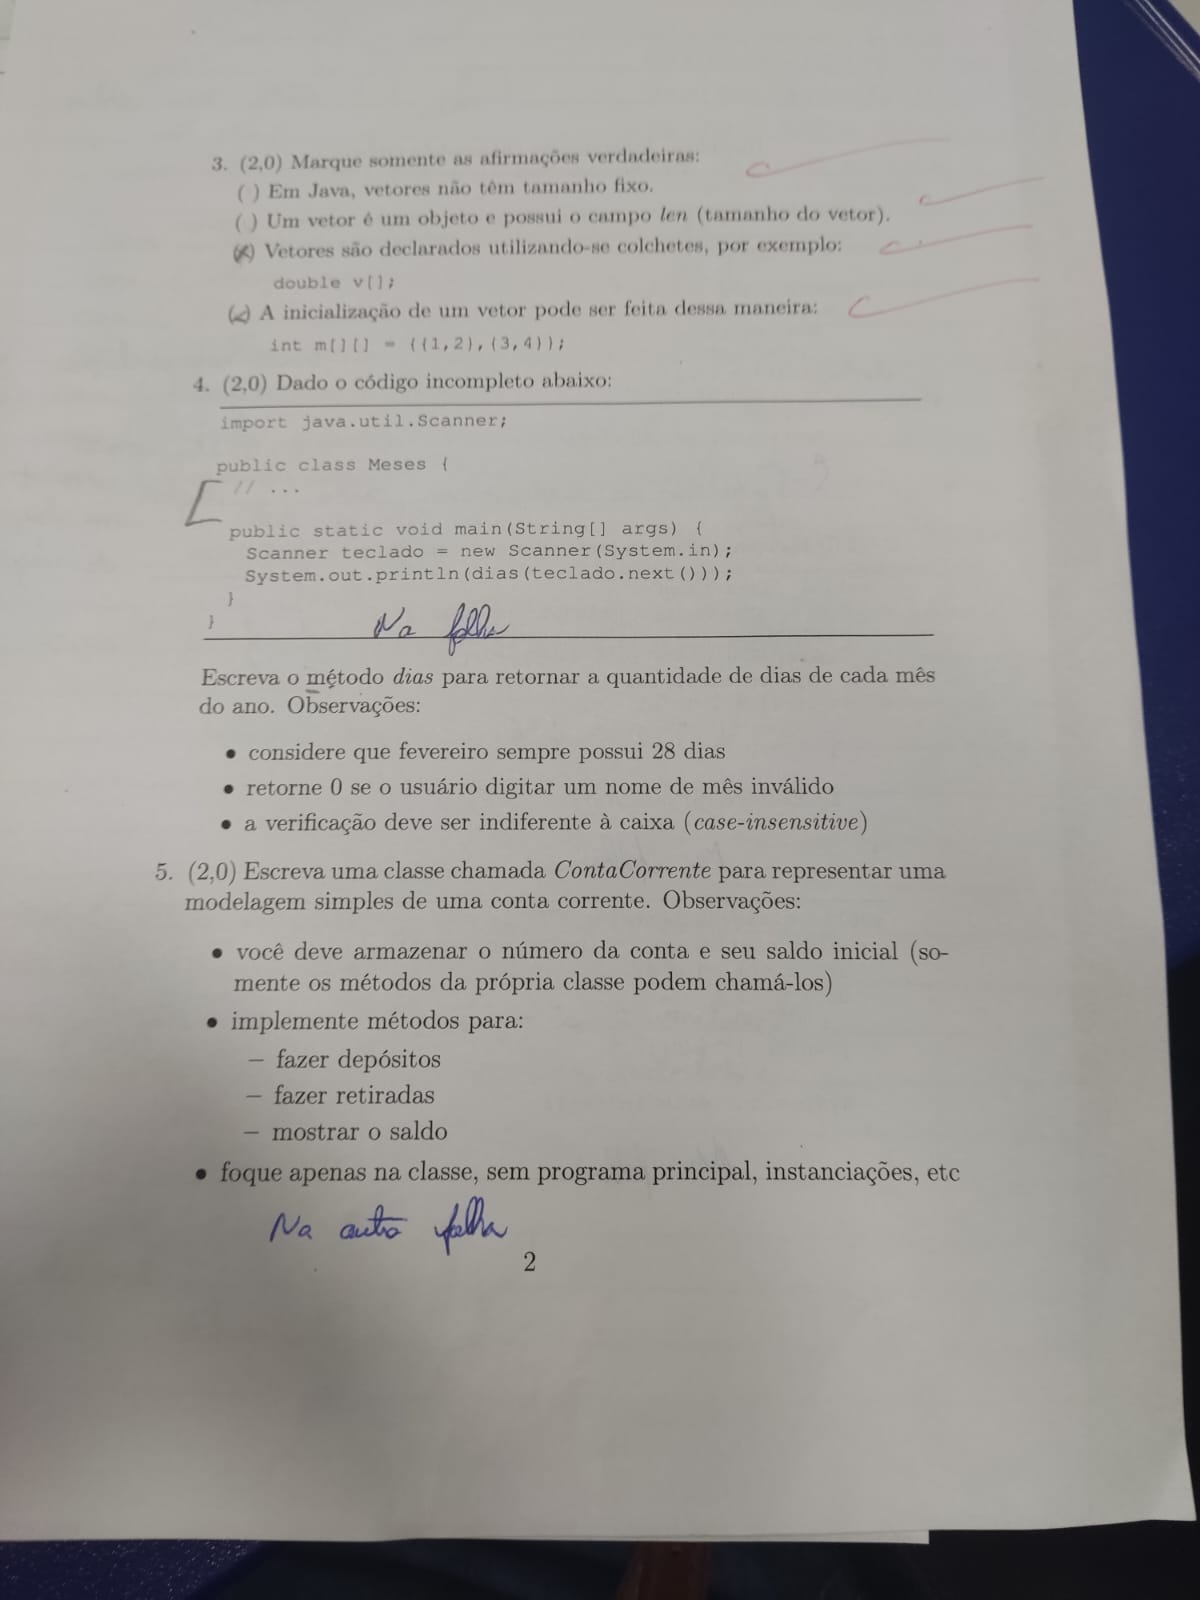 3. (2,0) Marque somente as afirmações verdadeiras:
( ) Em Java, vetores não têm tamanho fixo.
( ) Um vetor é um objeto e possui o campo len (tamanho do vetor).
(x) Vetores são declarados utilizando-se colchetes, por exemplo:
double v[];
(x) A inicialização de um vetor pode ser feita dessa maneira:
int m[][] = {{1,2},{3,4}};
4. (2,0) Dado o código incompleto abaixo:
import java.util.Scanner;
public class Meses {
// ...
public static void main(String[] args) {
Scanner teclado = new Scanner(System.in);
System.out.println(dias(teclado.next()));
}
}
Na folha
Escreva o método dias para retornar a quantidade de dias de cada mês
do ano. Observações:
• considere que fevereiro sempre possui 28 dias
• retorne 0 se o usuário digitar um nome de mês inválido
• a verificação deve ser indiferente à caixa (case-insensitive)
5. (2,0) Escreva uma classe chamada ContaCorrente para representar uma
modelagem simples de uma conta corrente. Observações:
• você deve armazenar o número da conta e seu saldo inicial (so-
mente os métodos da própria classe podem chamá-los)
• implemente métodos para:
– fazer depósitos
– fazer retiradas
– mostrar o saldo
• foque apenas na classe, sem programa principal, instanciações, etc
Na outra folha
2